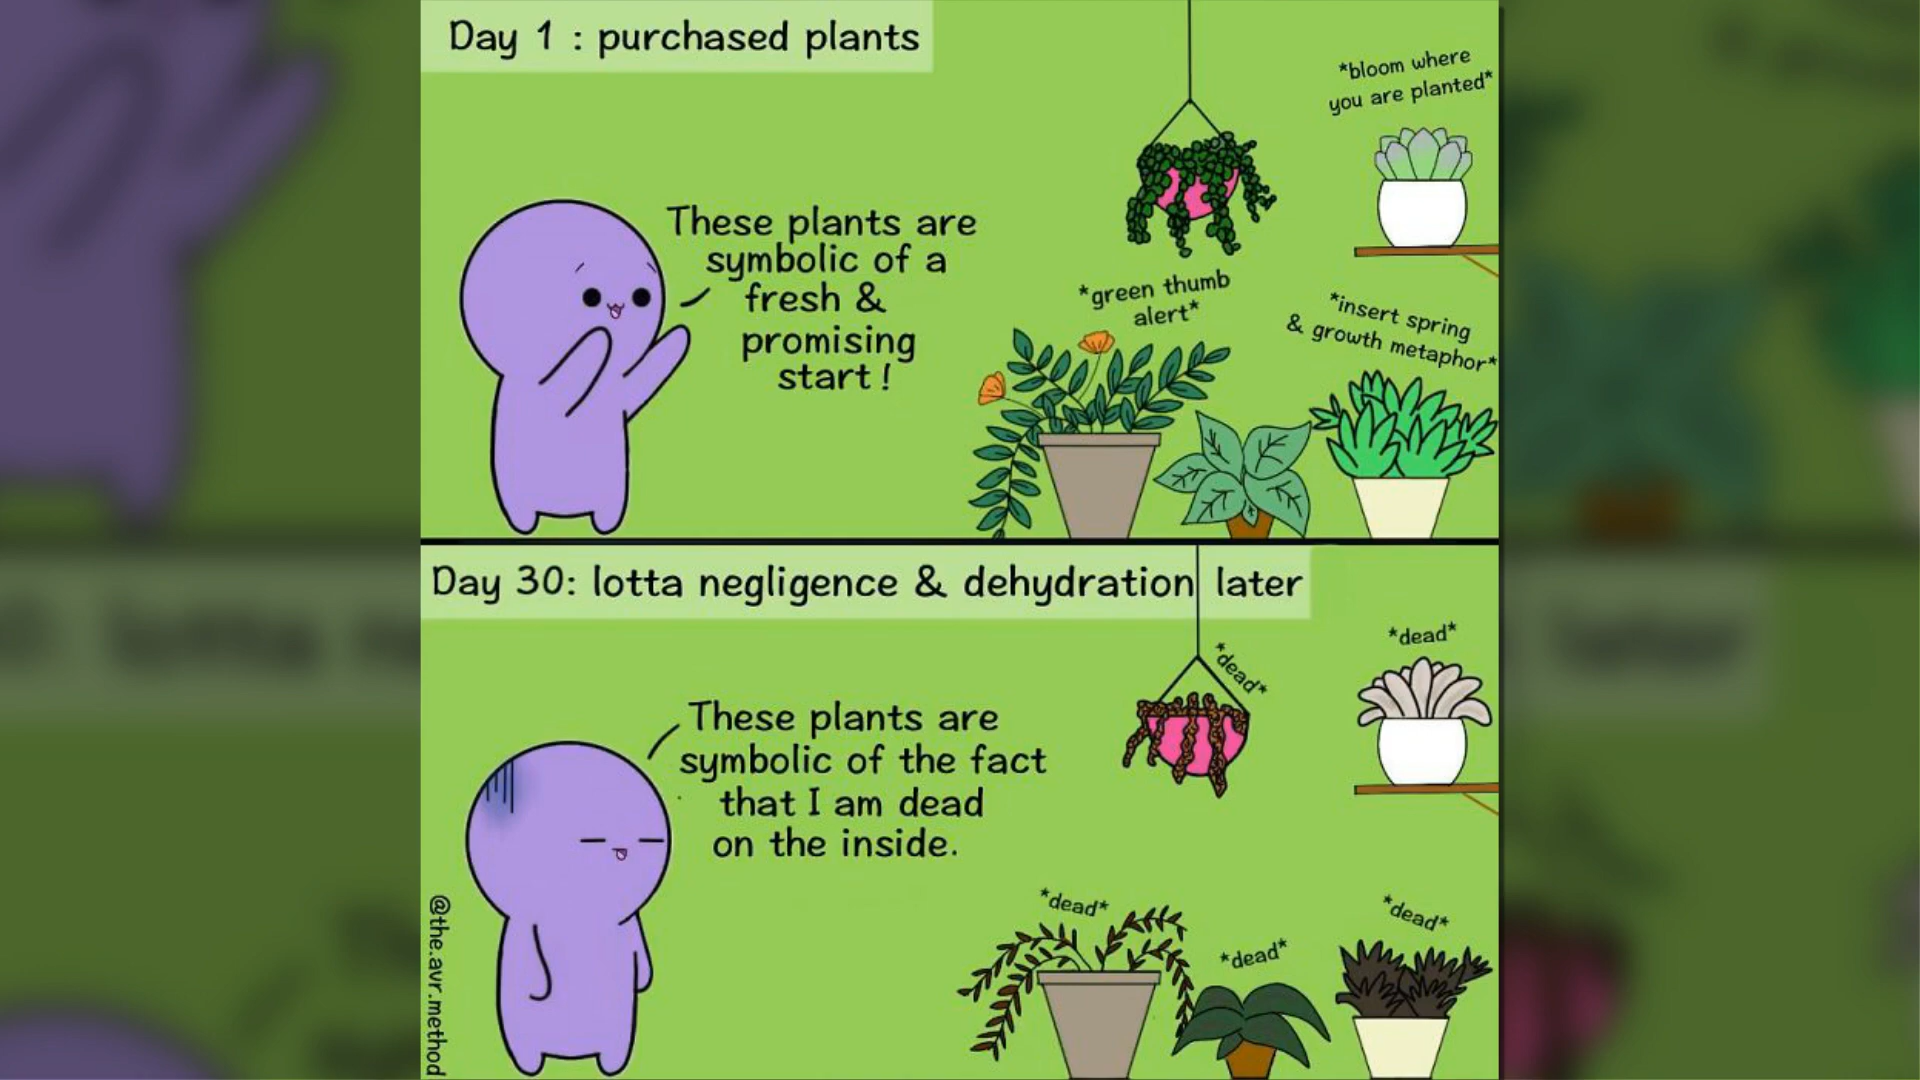 Day 1 : purchased plants
*bloom where
you are planted*
These plants are
symbolic of a
fresh &
promising
start !
*green thumb
alert*
*insert spring
& growth metaphor*
Day 30: lotta negligence & dehydration later
*dead*
*dead*
These plants are
symbolic of the fact
that I am dead
on the inside.
*dead*
*dead*
*dead*
@the.avr.method